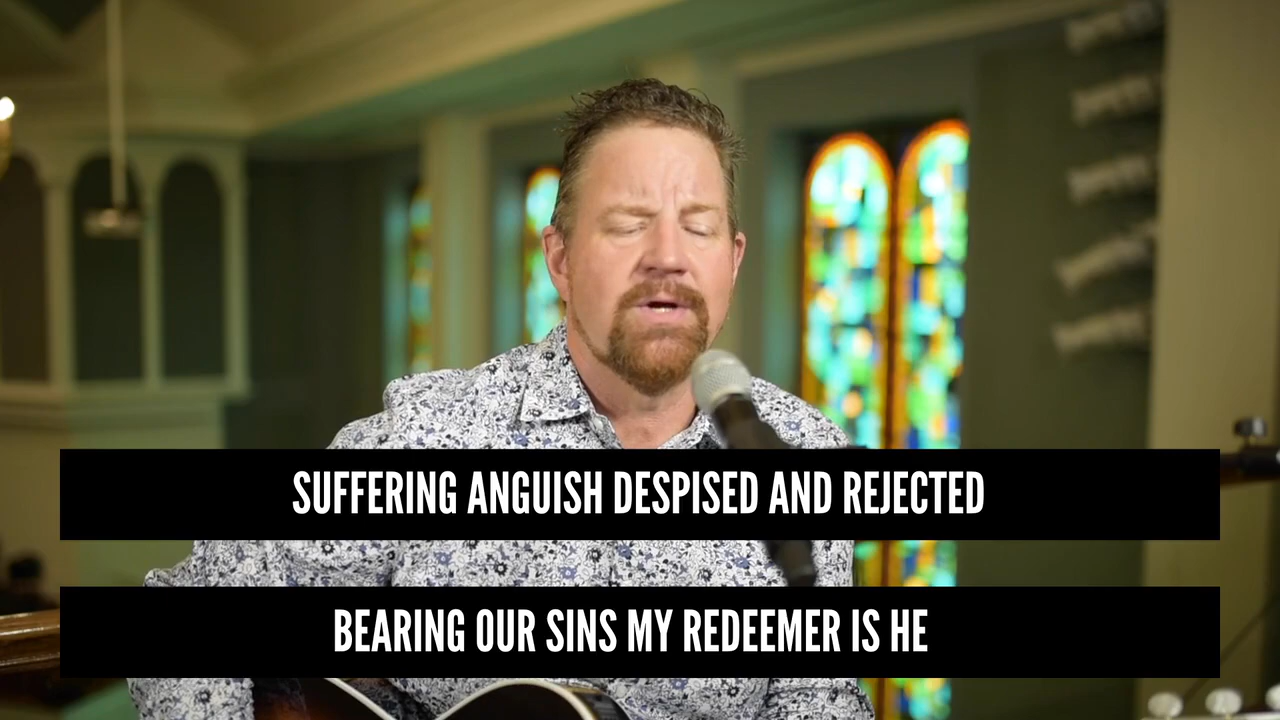 SUFFERING ANGUISH DESPISED AND REJECTED
BEARING OUR SINS MY REDEEMER IS HE